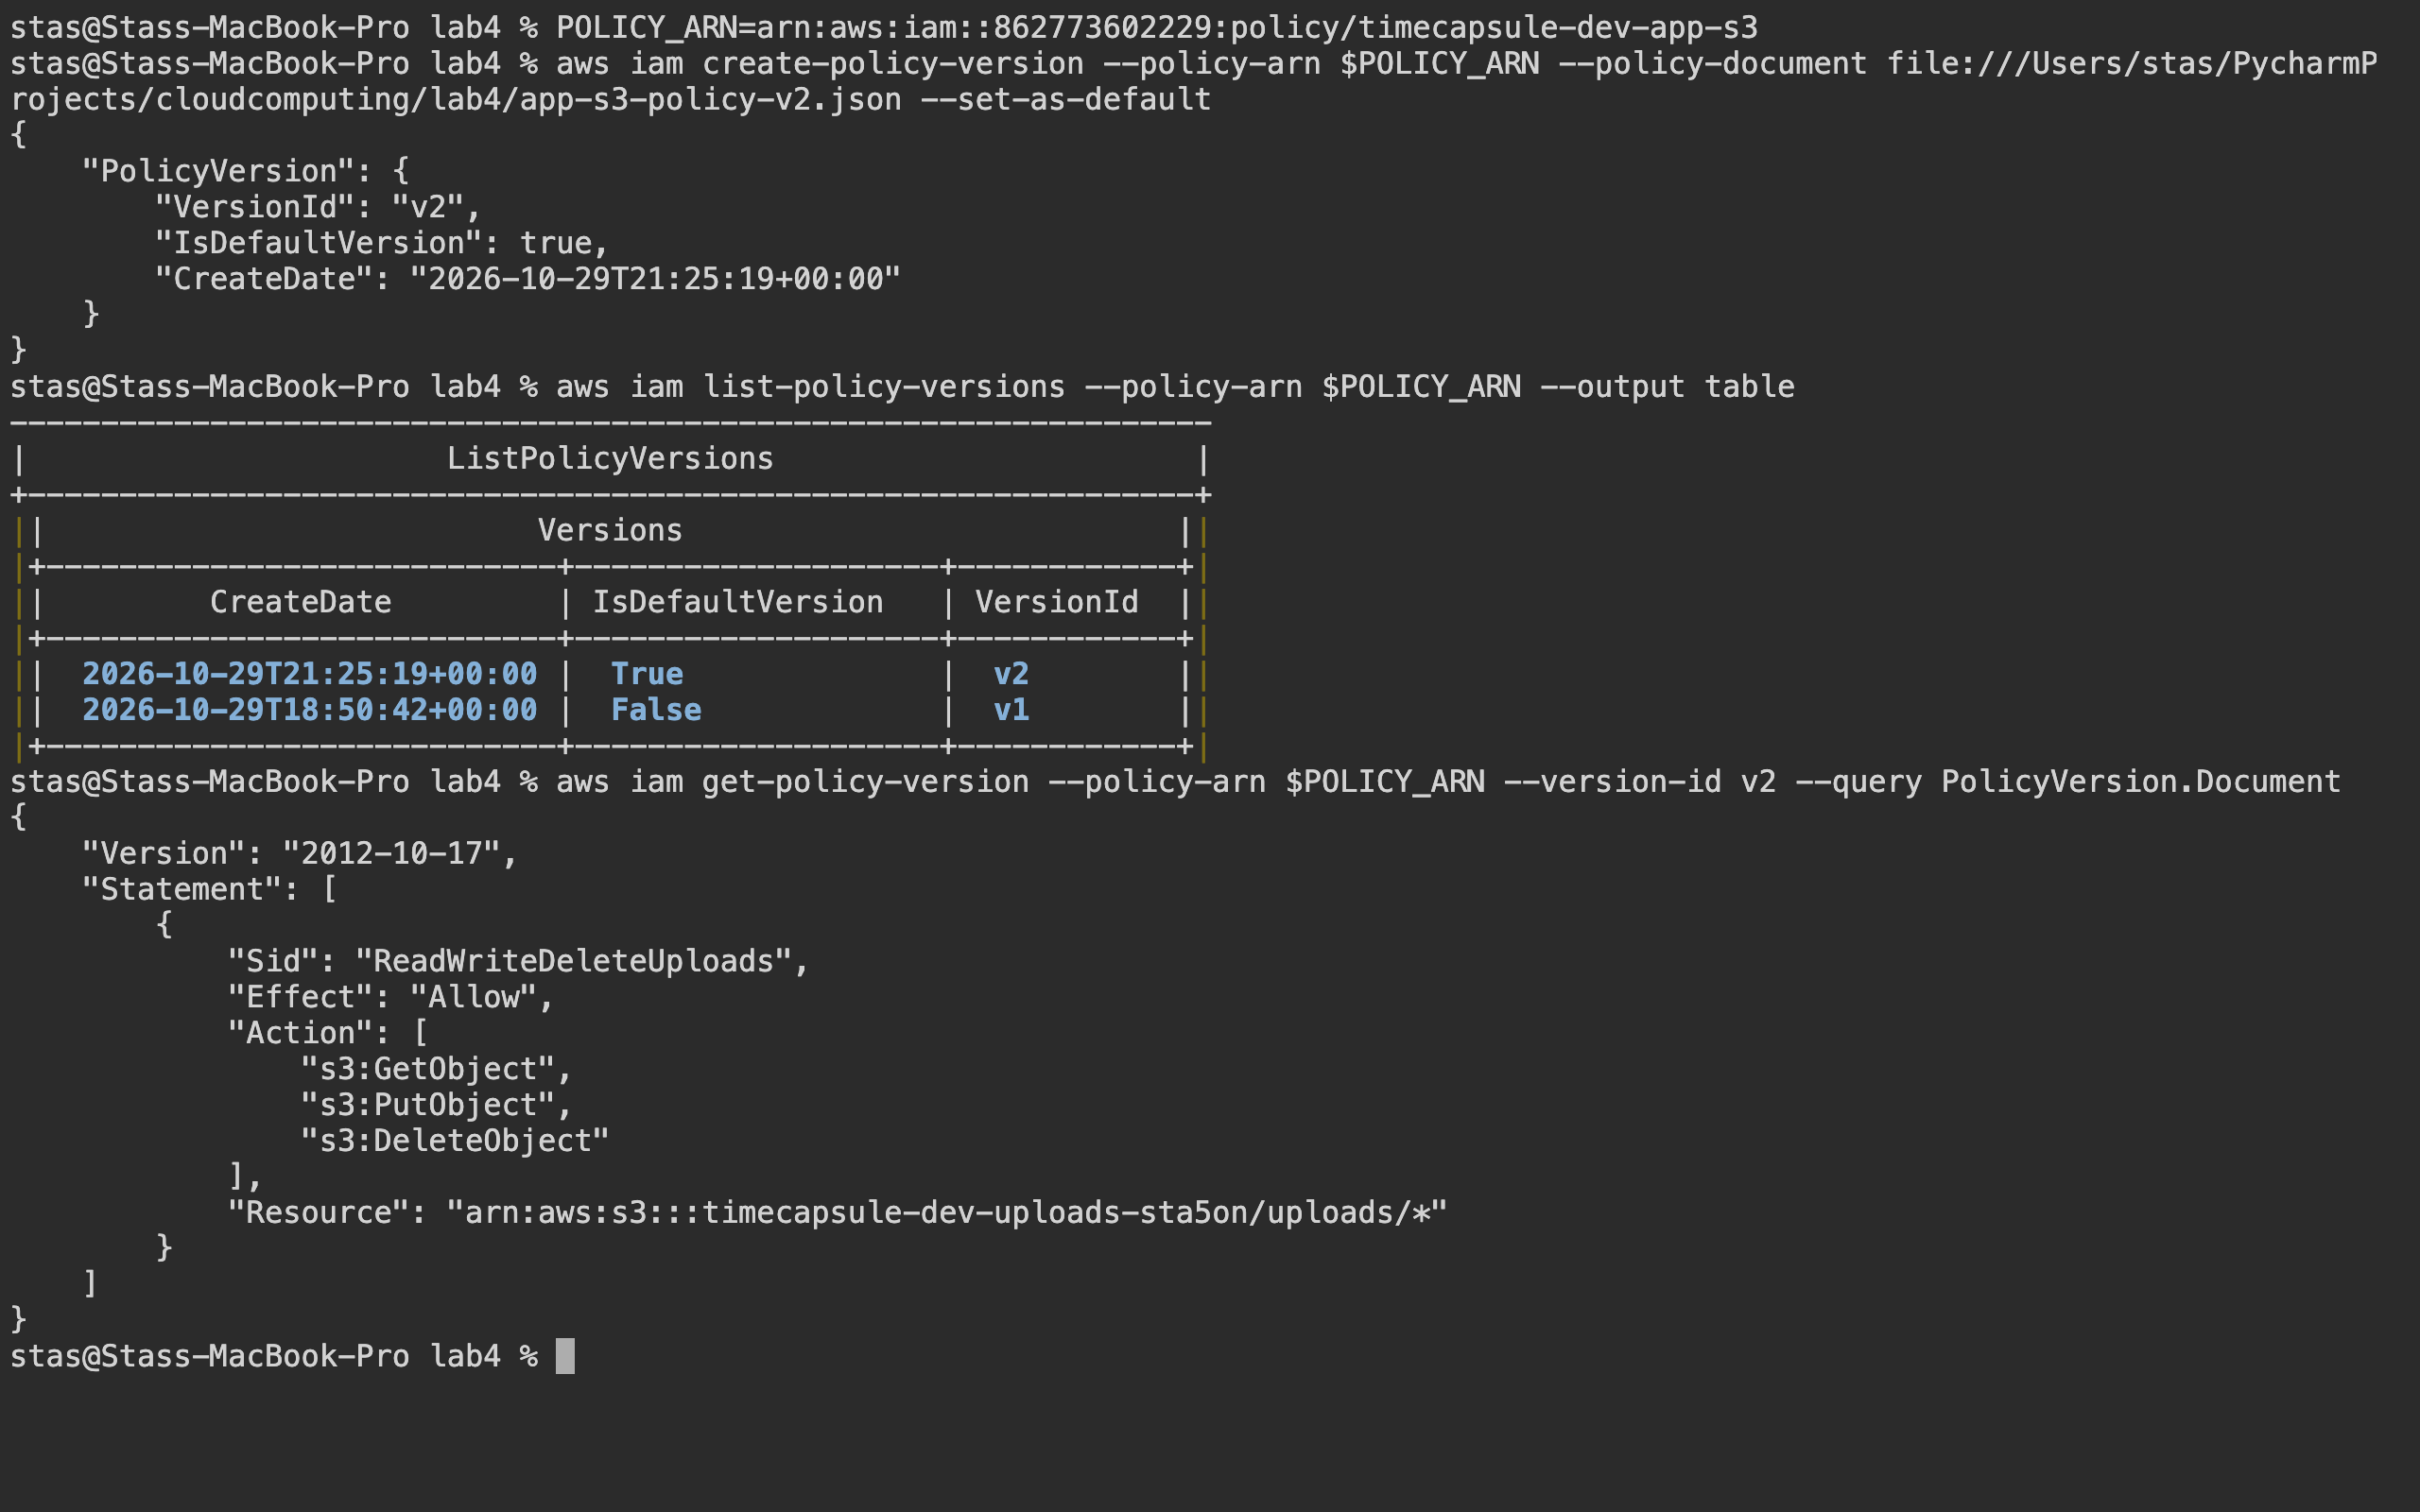 stas@Stass-MacBook-Pro lab4 % POLICY_ARN=arn:aws:iam::862773602229:policy/timecapsule-dev-app-s3
stas@Stass-MacBook-Pro lab4 % aws iam create-policy-version --policy-arn $POLICY_ARN --policy-document file:///Users/stas/PycharmP
rojects/cloudcomputing/lab4/app-s3-policy-v2.json --set-as-default
{
    "PolicyVersion": {
        "VersionId": "v2",
        "IsDefaultVersion": true,
        "CreateDate": "2026-10-29T21:25:19+00:00"
    }
}
stas@Stass-MacBook-Pro lab4 % aws iam list-policy-versions --policy-arn $POLICY_ARN --output table
------------------------------------------------------------------
|                       ListPolicyVersions                       |
+----------------------------------------------------------------+
||                           Versions                           ||
|+----------------------------+--------------------+------------+|
||         CreateDate         | IsDefaultVersion   | VersionId  ||
|+----------------------------+--------------------+------------+|
||  2026-10-29T21:25:19+00:00 |  True              |  v2        ||
||  2026-10-29T18:50:42+00:00 |  False             |  v1        ||
|+----------------------------+--------------------+------------+|
stas@Stass-MacBook-Pro lab4 % aws iam get-policy-version --policy-arn $POLICY_ARN --version-id v2 --query PolicyVersion.Document
{
    "Version": "2012-10-17",
    "Statement": [
        {
            "Sid": "ReadWriteDeleteUploads",
            "Effect": "Allow",
            "Action": [
                "s3:GetObject",
                "s3:PutObject",
                "s3:DeleteObject"
            ],
            "Resource": "arn:aws:s3:::timecapsule-dev-uploads-sta5on/uploads/*"
        }
    ]
}
stas@Stass-MacBook-Pro lab4 %